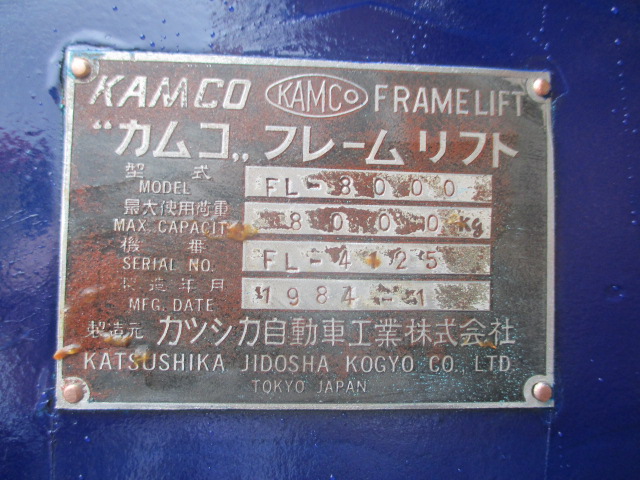 KAMCO KAMCO FRAMELIFT
"カムコ„フレームリフト
型式 FL-8000
MODEL
最大使用荷重 8000kg
MAX. CAPACIT
機番 FL-4125
SERIAL NO.
造年月 1984-1
MFG. DATE
製造元 カツシカ自動車工業株式会社
KATSUSHIKA JIDOSHA KOGYO CO., LTD.
TOKYO JAPAN